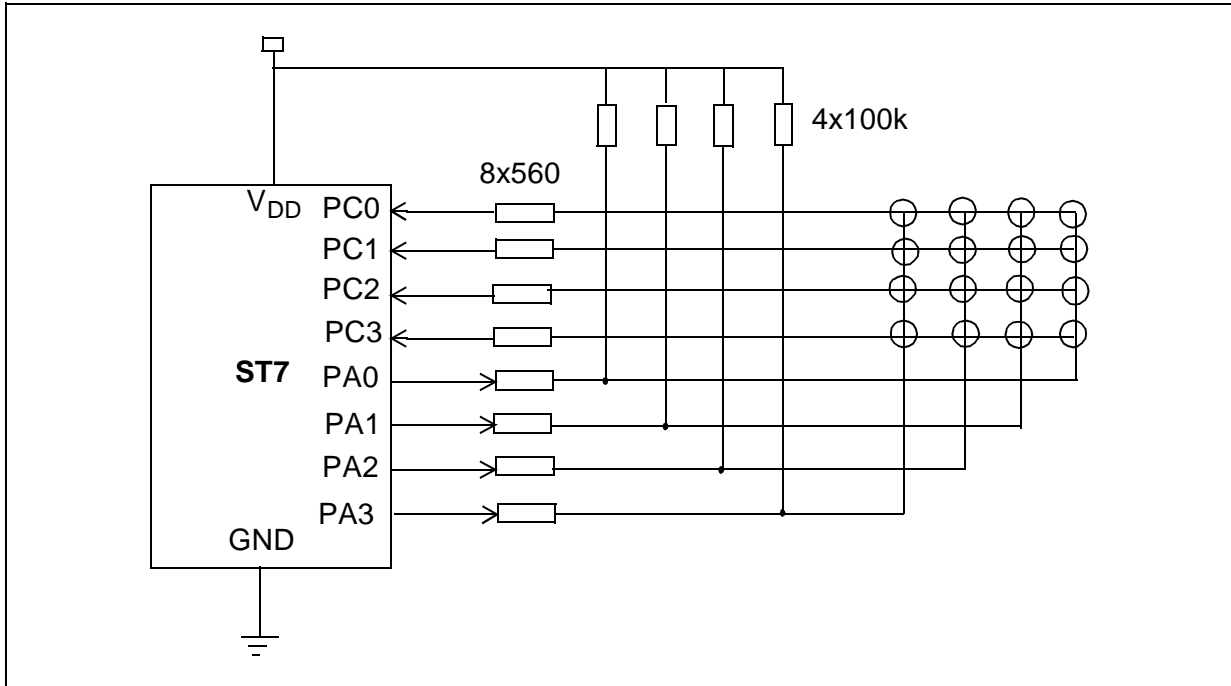 4x100k
8x560
VDD
PC0
PC1
PC2
PC3
ST7
PA0
PA1
PA2
PA3
GND